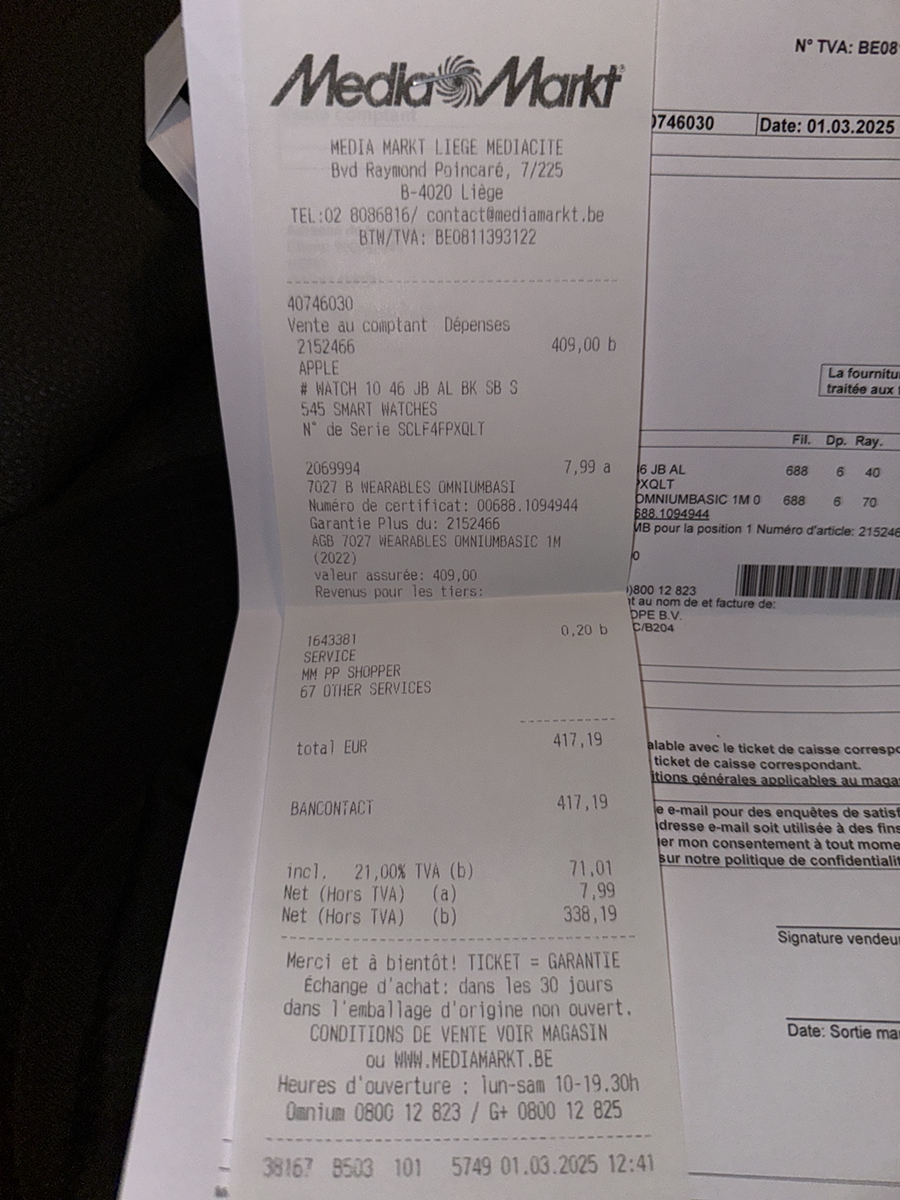 Media Markt
MEDIA MARKT LIEGE MEDIACITE
Bvd Raymond Poincaré, 7/225
B-4020 Liège
TEL:02 8086816/ contact@mediamarkt.be
BTW/TVA: BE0811393122
40746030
Vente au comptant Dépenses
2152466 409,00 b
APPLE
# WATCH 10 46 JB AL BK SB S
545 SMART WATCHES
N° de Serie SCLF4FPXQLT
2069994 7,99 a
7027 B WEARABLES OMNIUMBASI
Numéro de certificat: 00688.1094944
Garantie Plus du: 2152466
AGB 7027 WEARABLES OMNIUMBASIC 1M
(2022)
valeur assurée: 409,00
Revenus pour les tiers:
1643381 0,20 b
SERVICE
MM PP SHOPPER
67 OTHER SERVICES
total EUR 417,19
BANCONTACT 417,19
incl. 21,00% TVA (b) 71,01
Net (Hors TVA) (a) 7,99
Net (Hors TVA) (b) 338,19
Merci et à bientôt! TICKET = GARANTIE
Échange d'achat: dans les 30 jours
dans l'emballage d'origine non ouvert.
CONDITIONS DE VENTE VOIR MAGASIN
ou WWW.MEDIAMARKT.BE
Heures d'ouverture : lun-sam 10-19.30h
Omnium 0800 12 823 / G+ 0800 12 825
38167 B503 101 5749 01.03.2025 12:41
N° TVA: BE08
0746030 Date: 01.03.2025
La fournitu
traitée aux
Fil. Dp. Ray.
6 JB AL 688 6 40
PXQLT
OMNIUMBASIC 1M 0 688 6 70
688.1094944
MB pour la position 1 Numéro d'article: 215246
0
)800 12 823
t au nom de et facture de:
OPE B.V.
C/B204
alable avec le ticket de caisse corresp
ticket de caisse correspondant.
itions générales applicables au maga
e e-mail pour des enquêtes de satis
dresse e-mail soit utilisée à des fins
er mon consentement à tout mome
sur notre politique de confidentialit
Signature vendeu
Date: Sortie ma